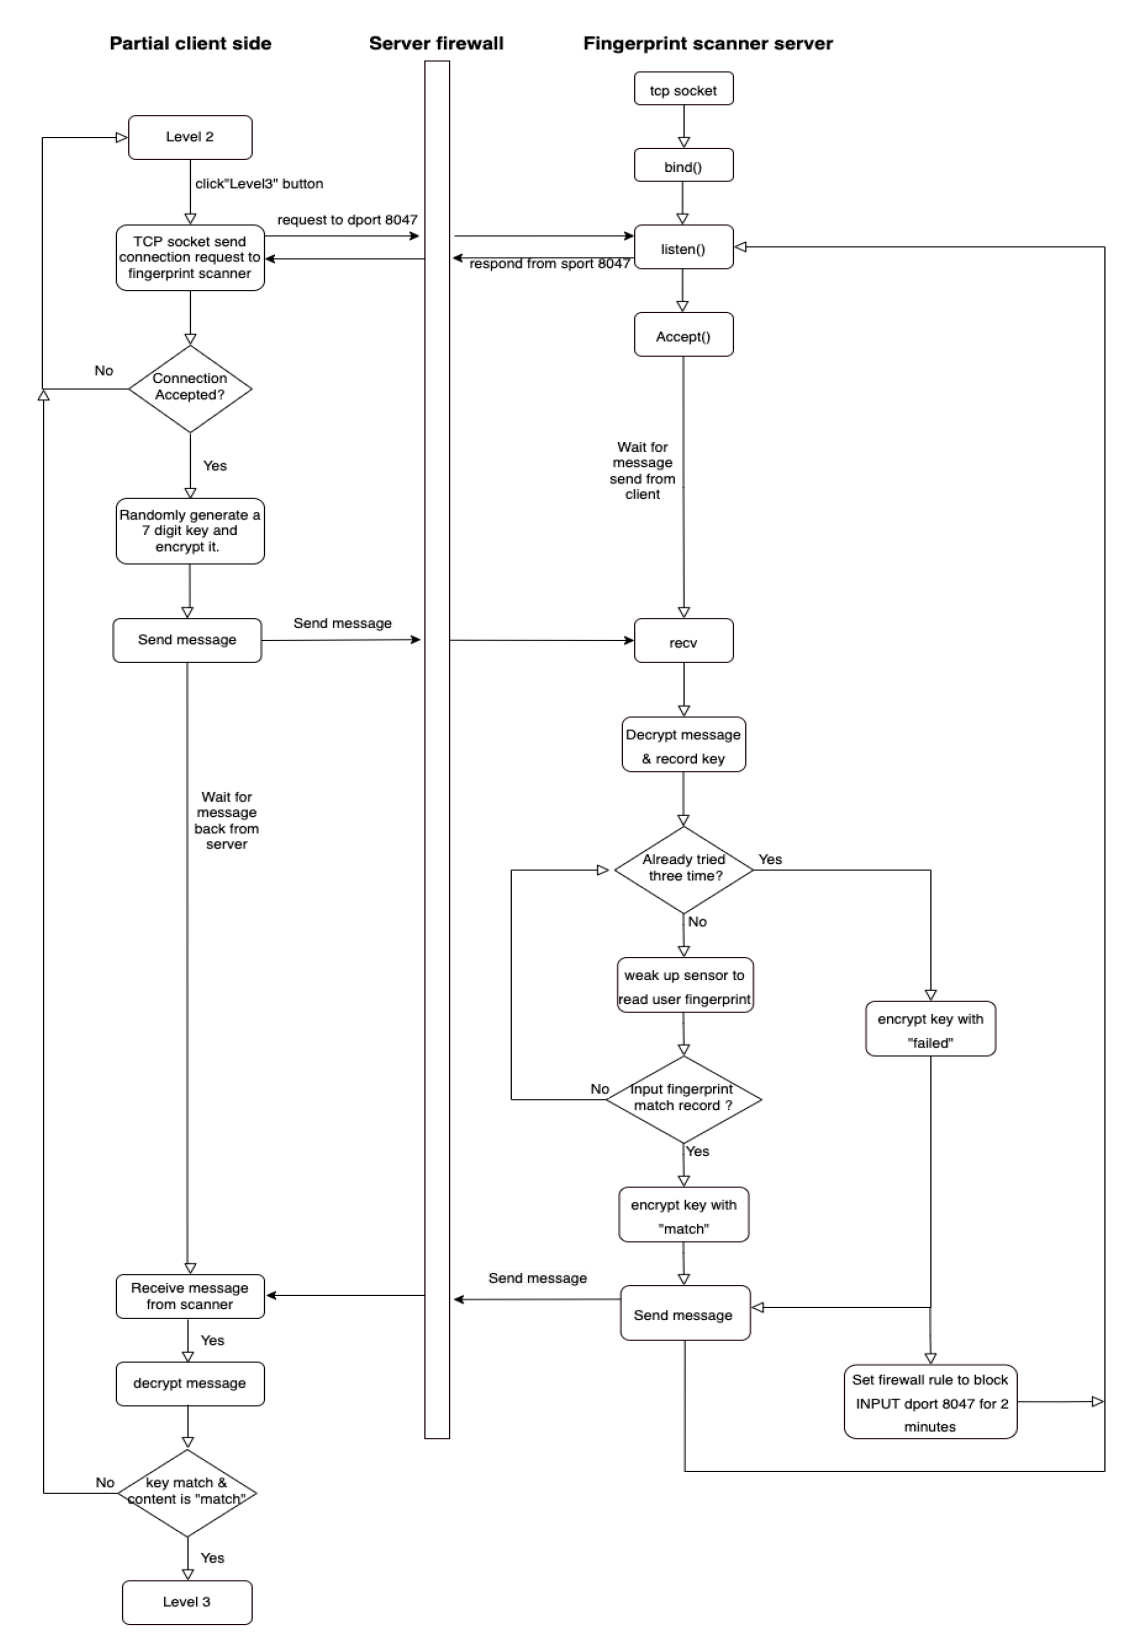 Partial client side
Server firewall
Fingerprint scanner server
tcp socket
Level 2
bind()
click"Level3" button
request to dport 8047
TCP socket send
connection request to
fingerprint scanner
listen()
respond from sport 8047
Accept()
No
Connection
Accepted?
Wait for
message
send from
client
Yes
Randomly generate a
7 digit key and
encrypt it.
Send message
Send message
recv
Decrypt message
& record key
Wait for
message
back from
server
Already tried
three time?
Yes
No
weak up sensor to
read user fingerprint
encrypt key with
"failed"
No
Input fingerprint
match record ?
Yes
encrypt key with
"match"
Send message
Receive message
from scanner
Send message
Yes
decrypt message
Set firewall rule to block
INPUT dport 8047 for 2
minutes
No
key match &
content is "match"
Yes
Level 3